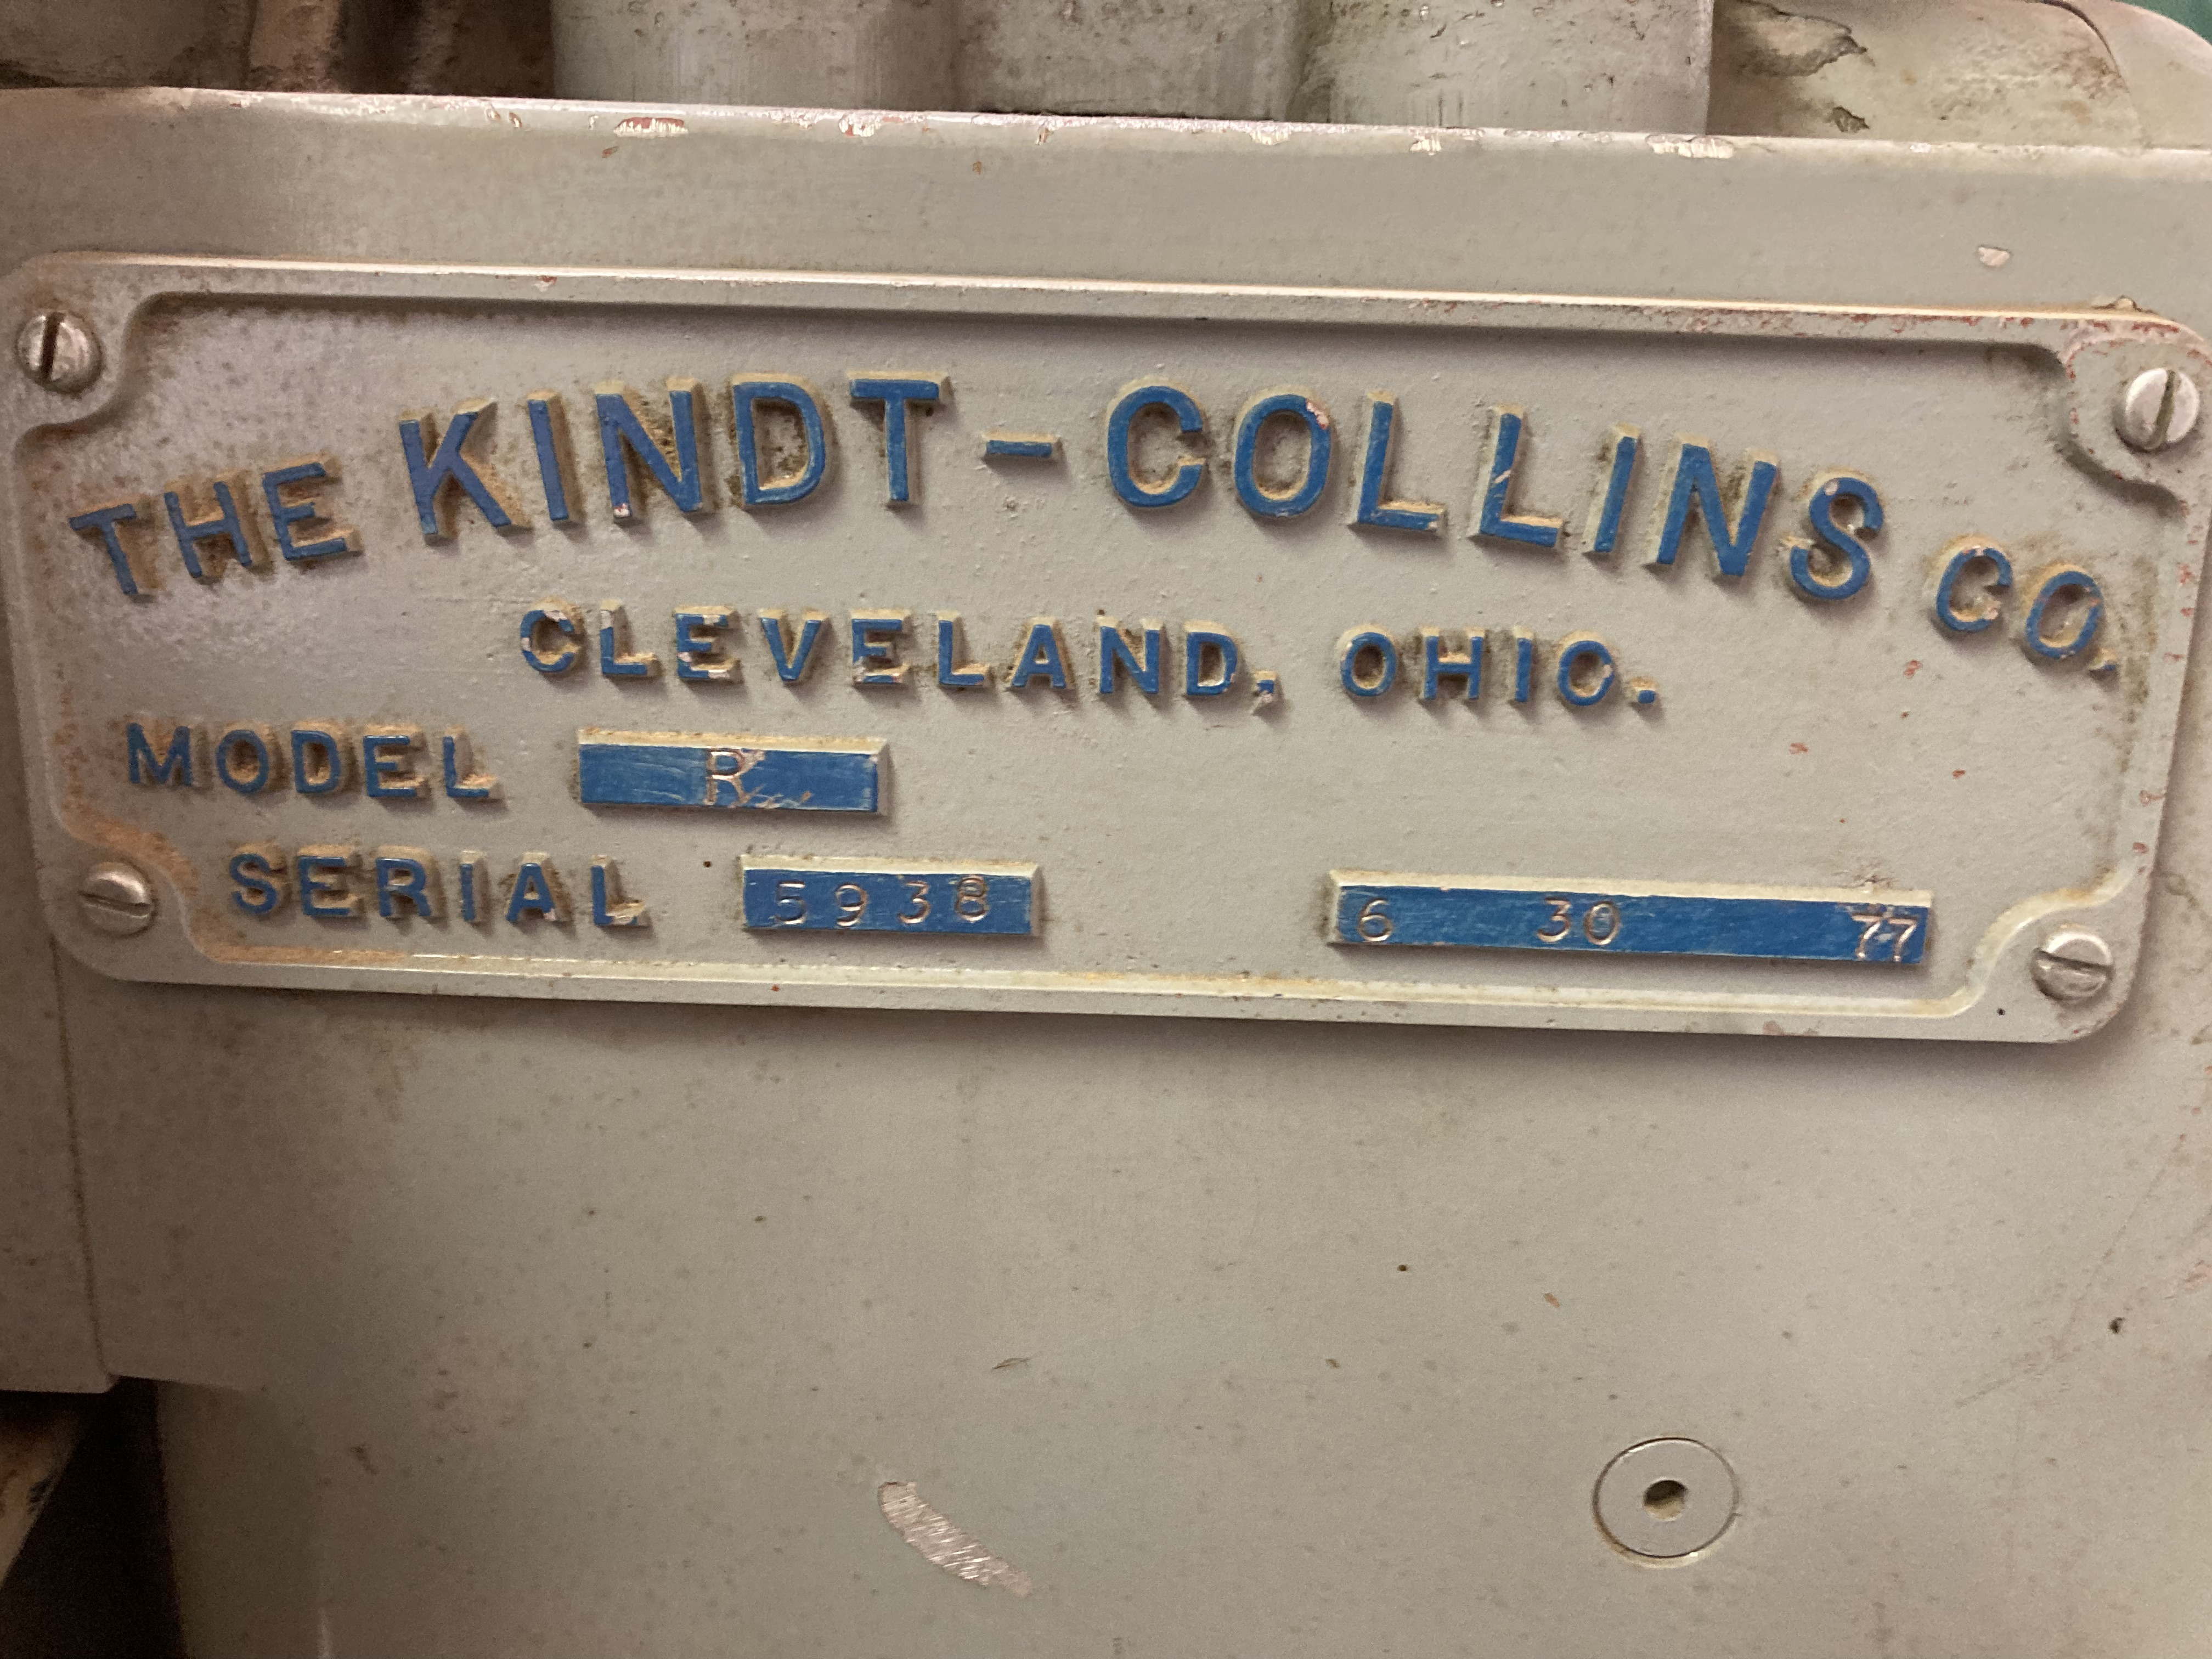 THE KINDT-COLLINS CO.
CLEVELAND, OHIO.
MODEL R
SERIAL 5938 6 30 77